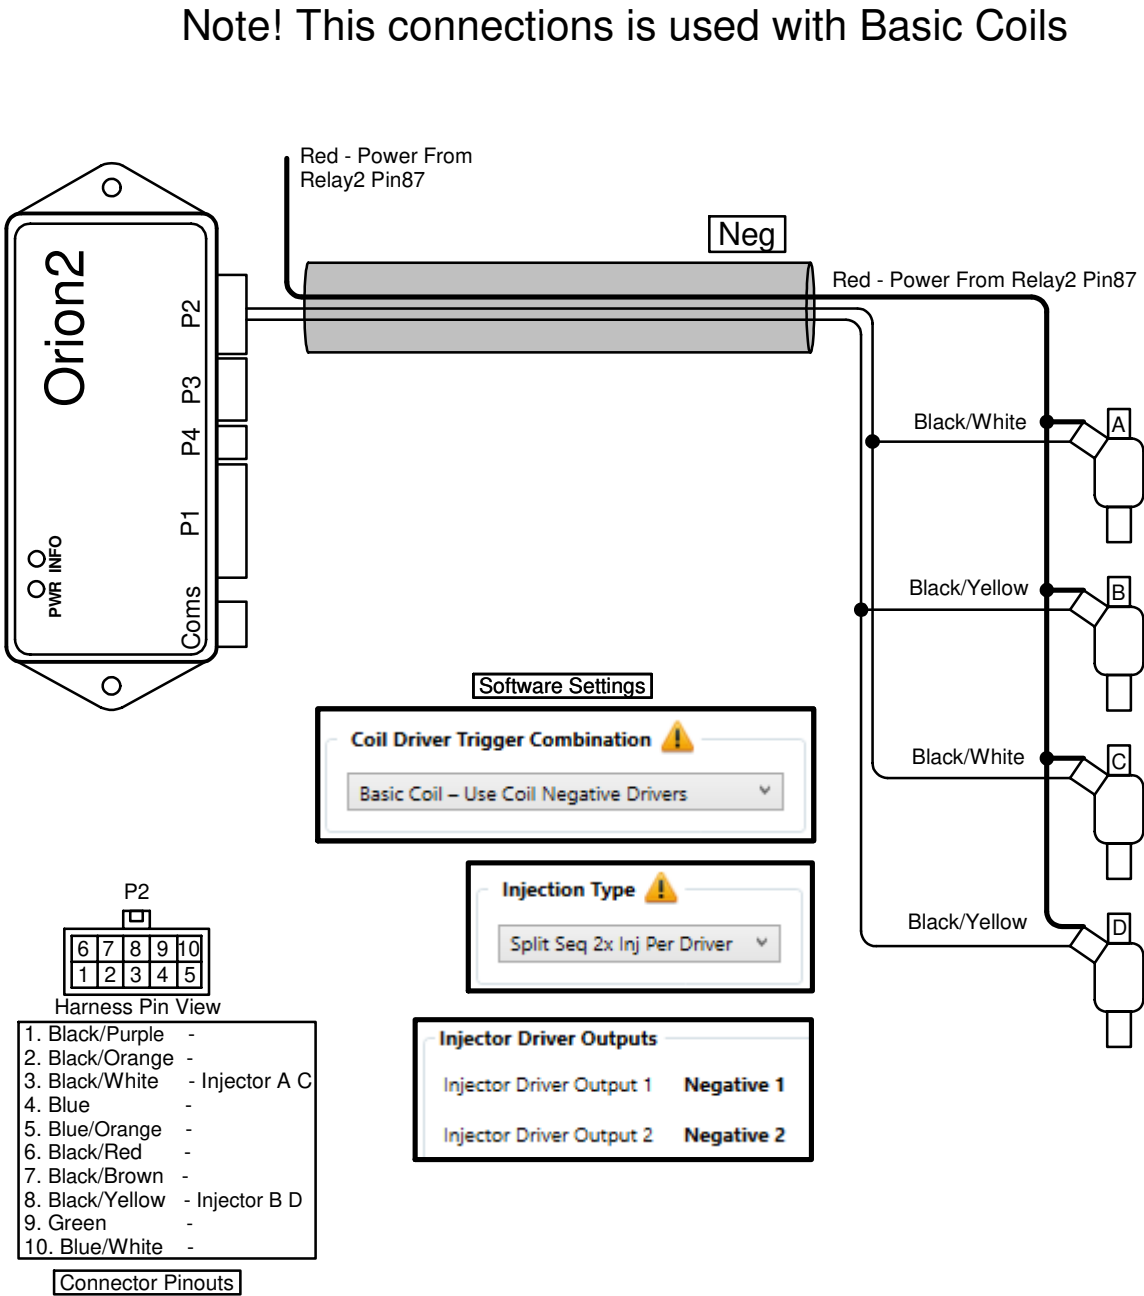 Note! This connections is used with Basic Coils
Red - Power From
Relay2 Pin87
Neg
Red - Power From Relay2 Pin87
Orion2
P2
P3
P4
P1
Coms
INFO
PWR
Black/White
A
Black/Yellow
B
Black/White
C
Black/Yellow
D
Software Settings
Coil Driver Trigger Combination
Basic Coil – Use Coil Negative Drivers
Injection Type
Split Seq 2x Inj Per Driver
Injector Driver Outputs
Injector Driver Output 1 Negative 1
Injector Driver Output 2 Negative 2
P2
6 7 8 9 10
1 2 3 4 5
Harness Pin View
1. Black/Purple -
2. Black/Orange -
3. Black/White - Injector A C
4. Blue -
5. Blue/Orange -
6. Black/Red -
7. Black/Brown -
8. Black/Yellow - Injector B D
9. Green -
10. Blue/White -
Connector Pinouts